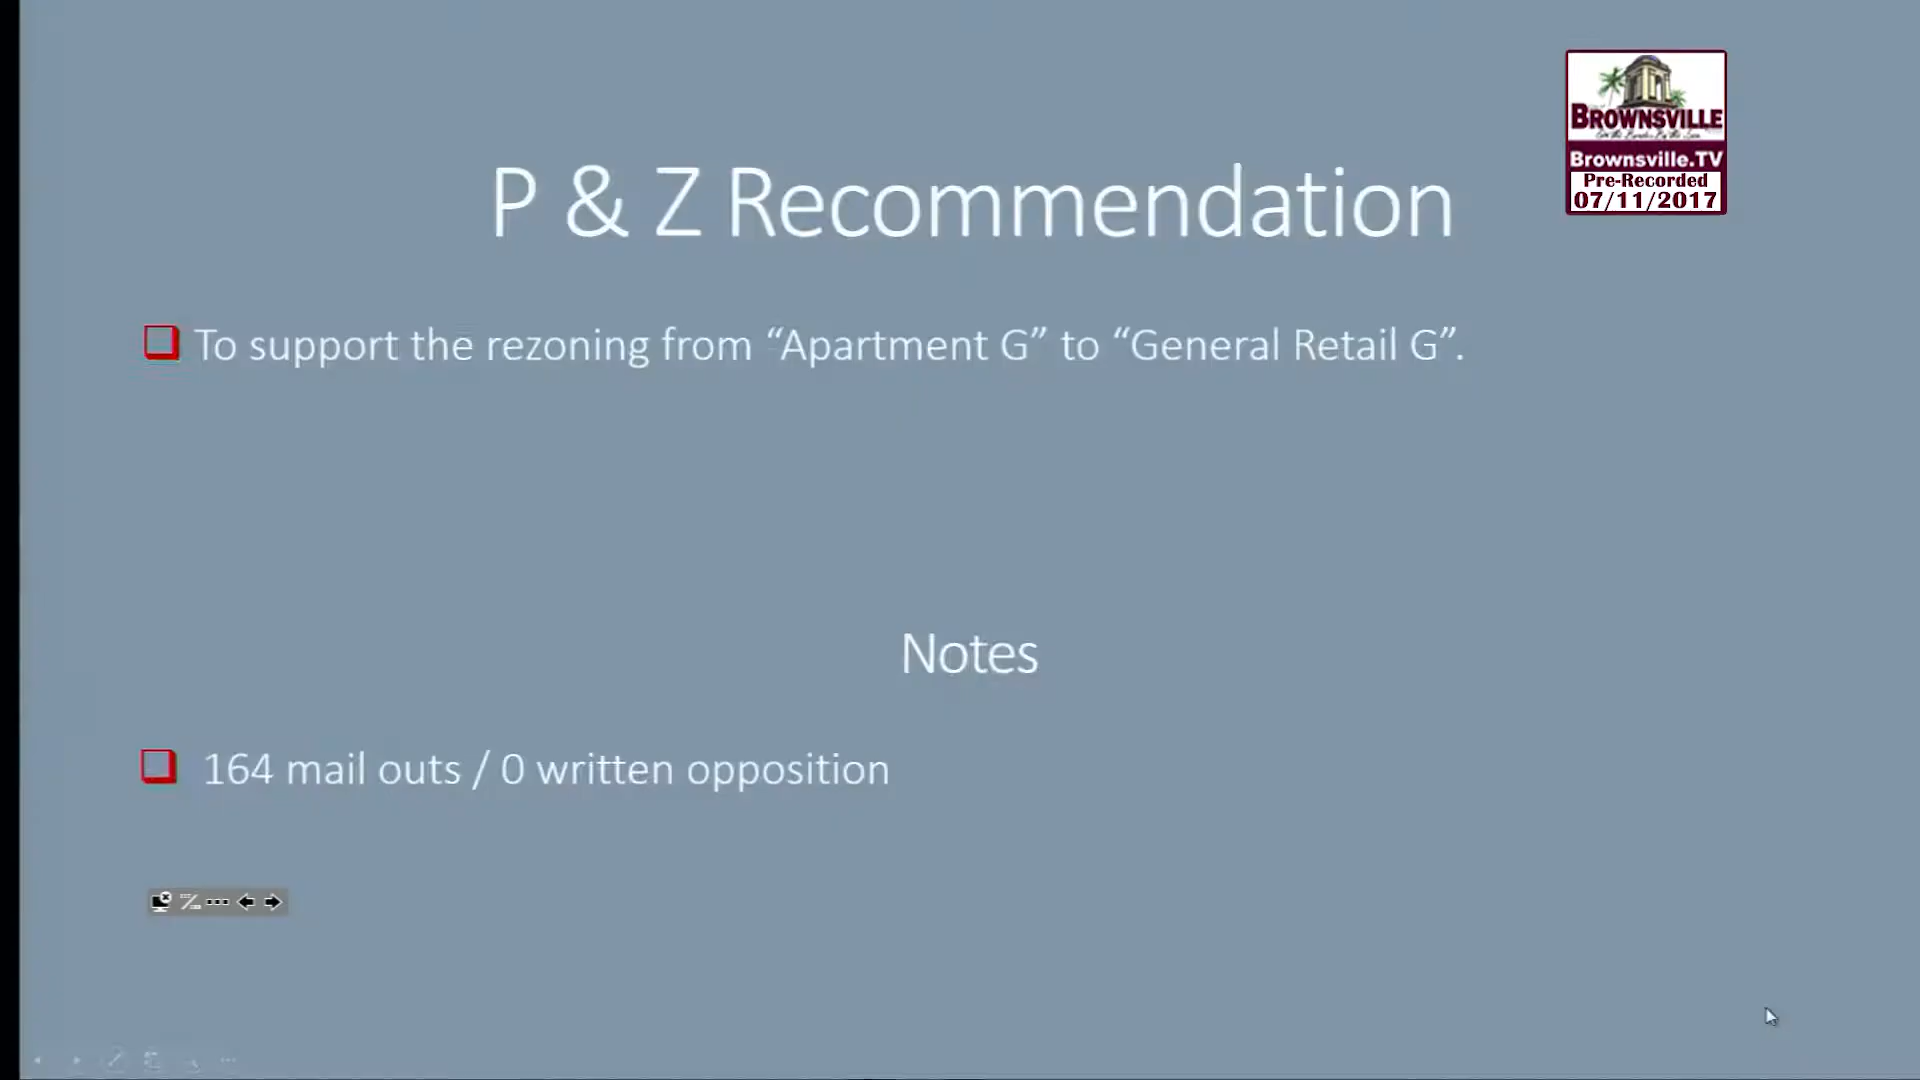 BROWNSVILLE
Brownsville.TV
Pre-Recorded
07/11/2017
P & Z Recommendation
To support the rezoning from “Apartment G” to “General Retail G”.
Notes
164 mail outs / 0 written opposition